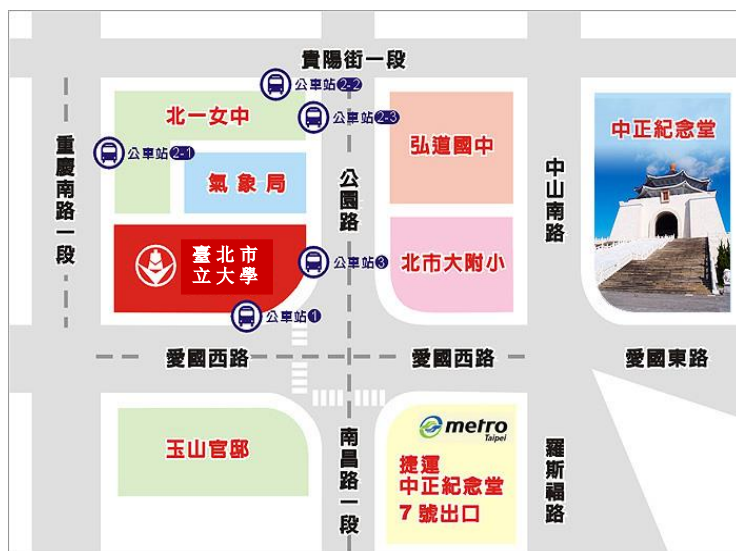 貴陽街一段
公車站2-2
北一女中
公車站2-3
中正紀念堂
重慶南路一段
公車站2-1
弘道國中
氣象局
公園路
中山南路
臺北市
立大學
公車站3
北市大附小
公車站1
愛國西路
愛國西路
愛國東路
玉山官邸
南昌路一段
metro
Taipei
捷運
中正紀念堂
7號出口
羅斯福路